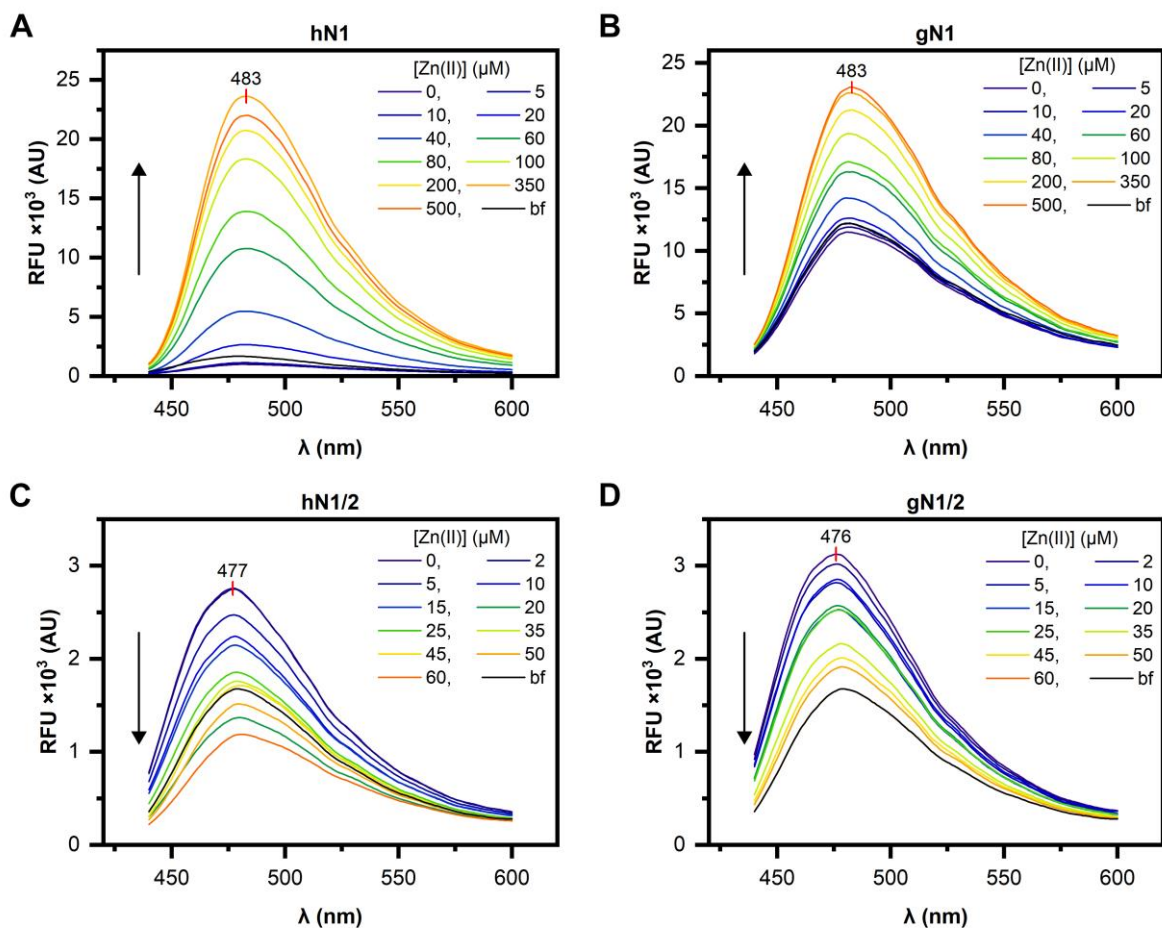 A
hN1
[Zn(II)] (µM)
0, 5
10, 20
40, 60
80, 100
200, 350
500, bf
483
RFU ×10³ (AU)
25
20
15
10
5
0
450 500 550 600
λ (nm)
B
gN1
[Zn(II)] (µM)
0, 5
10, 20
40, 60
80, 100
200, 350
500, bf
483
RFU ×10³ (AU)
25
20
15
10
5
0
450 500 550 600
λ (nm)
C
hN1/2
[Zn(II)] (µM)
0, 2
5, 10
15, 20
25, 35
45, 50
60, bf
477
RFU ×10³ (AU)
3
2
1
0
450 500 550 600
λ (nm)
D
gN1/2
[Zn(II)] (µM)
0, 2
5, 10
15, 20
25, 35
45, 50
60, bf
476
RFU ×10³ (AU)
3
2
1
0
450 500 550 600
λ (nm)